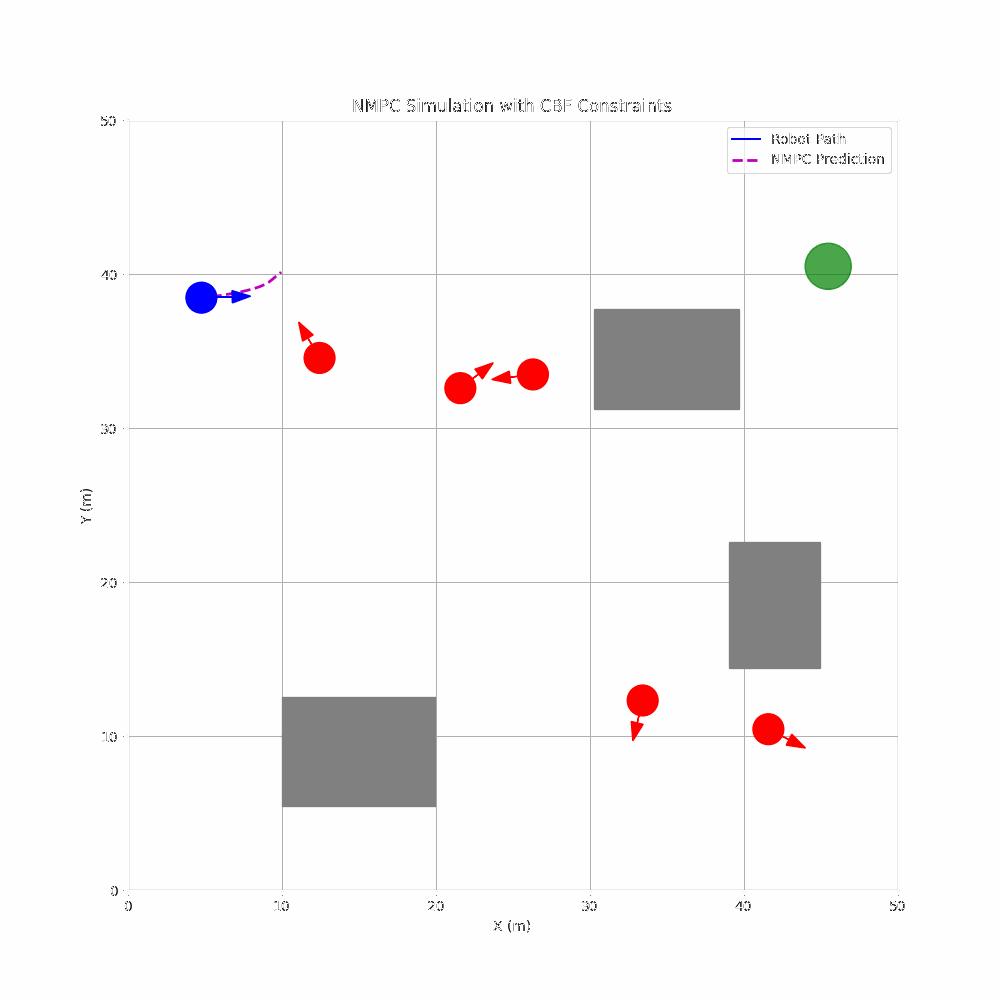 NMPC Simulation with CBF Constraints
Robot Path
NMPC Prediction
50
40
30
20
10
0
Y (m)
0 10 20 30 40 50
X (m)